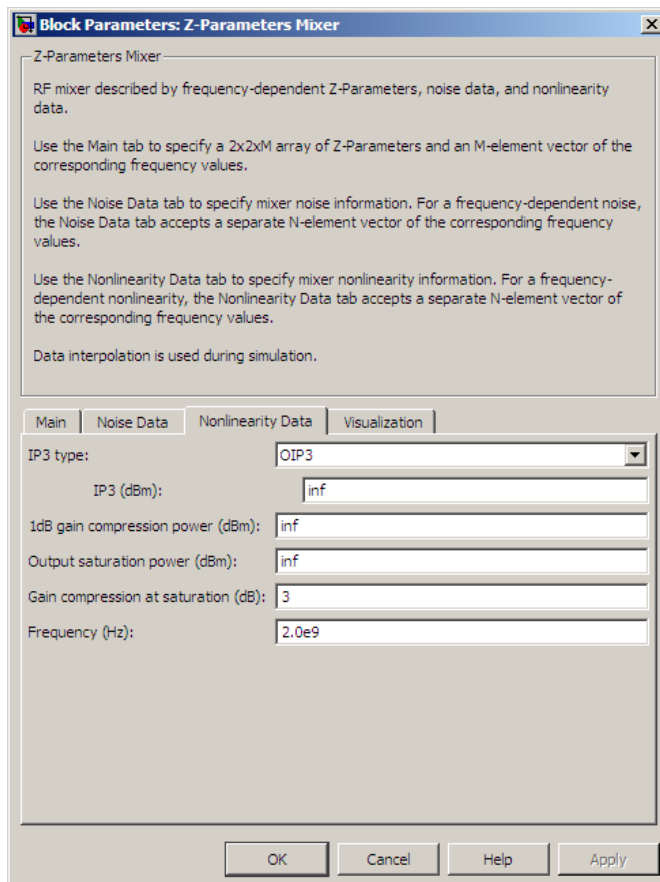 Block Parameters: Z-Parameters Mixer
Z-Parameters Mixer
RF mixer described by frequency-dependent Z-Parameters, noise data, and nonlinearity
data.
Use the Main tab to specify a 2x2xM array of Z-Parameters and an M-element vector of the
corresponding frequency values.
Use the Noise Data tab to specify mixer noise information. For a frequency-dependent noise,
the Noise Data tab accepts a separate N-element vector of the corresponding frequency
values.
Use the Nonlinearity Data tab to specify mixer nonlinearity information. For a frequency-
dependent nonlinearity, the Nonlinearity Data tab accepts a separate N-element vector of
the corresponding frequency values.
Data interpolation is used during simulation.
Main Noise Data Nonlinearity Data Visualization
IP3 type: OIP3
IP3 (dBm): inf
1dB gain compression power (dBm): inf
Output saturation power (dBm): inf
Gain compression at saturation (dB): 3
Frequency (Hz): 2.0e9
OK Cancel Help Apply